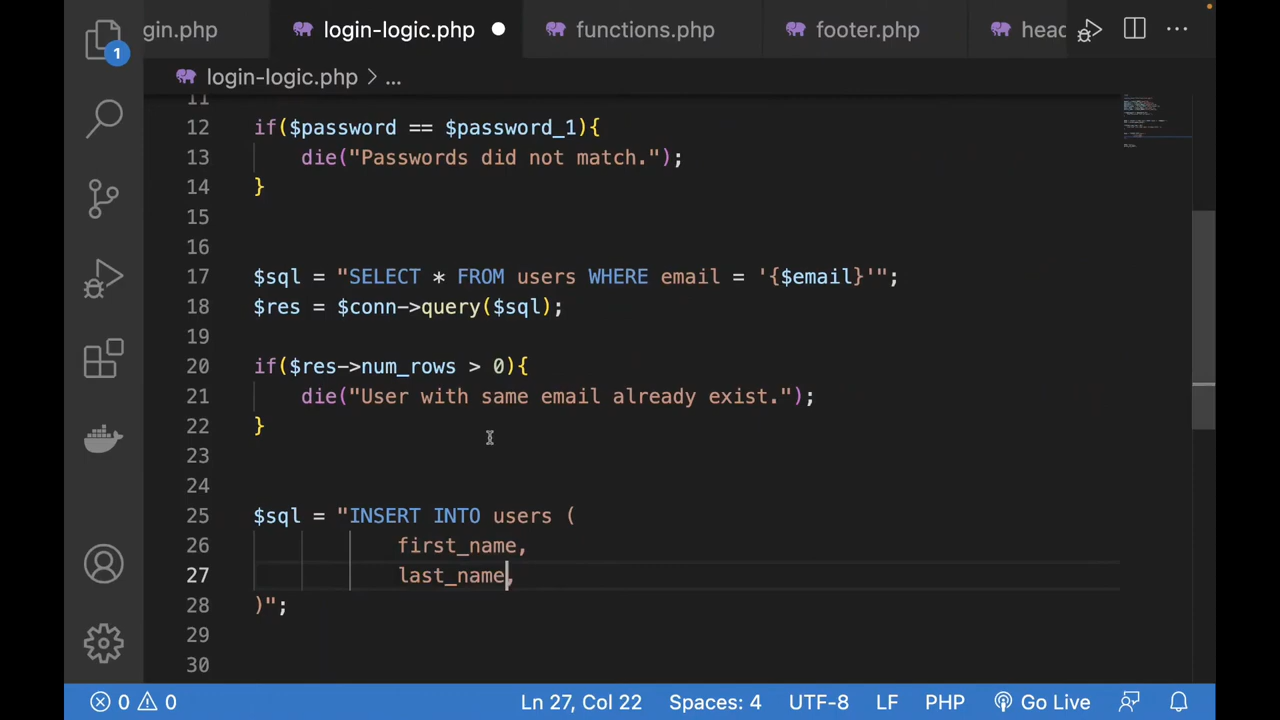 gin.php login-logic.php functions.php footer.php head
1
login-logic.php > ...
11
12 if($password == $password_1){
13 die("Passwords did not match.");
14 }
15
16
17 $sql = "SELECT * FROM users WHERE email = '{$email}'";
18 $res = $conn->query($sql);
19
20 if($res->num_rows > 0){
21 die("User with same email already exist.");
22 }
23
24
25 $sql = "INSERT INTO users (
26 first_name,
27 last_name,
28 )";
29
30
0 0 Ln 27, Col 22 Spaces: 4 UTF-8 LF PHP Go Live